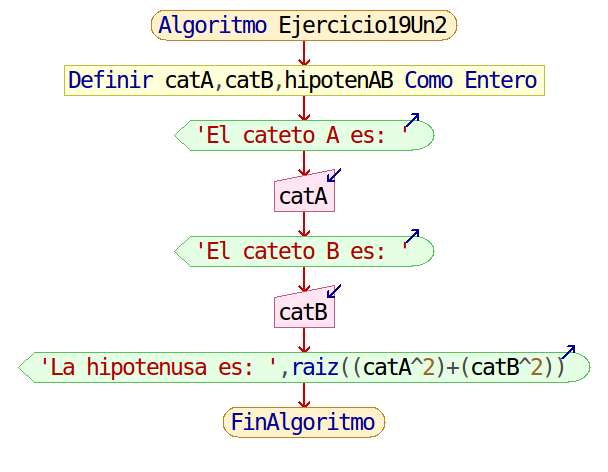 Algoritmo Ejercicio19Un2
Definir catA,catB,hipotenAB Como Entero
'El cateto A es: '
catA
'El cateto B es: '
catB
'La hipotenusa es: ',raiz((catA^2)+(catB^2))
FinAlgoritmo